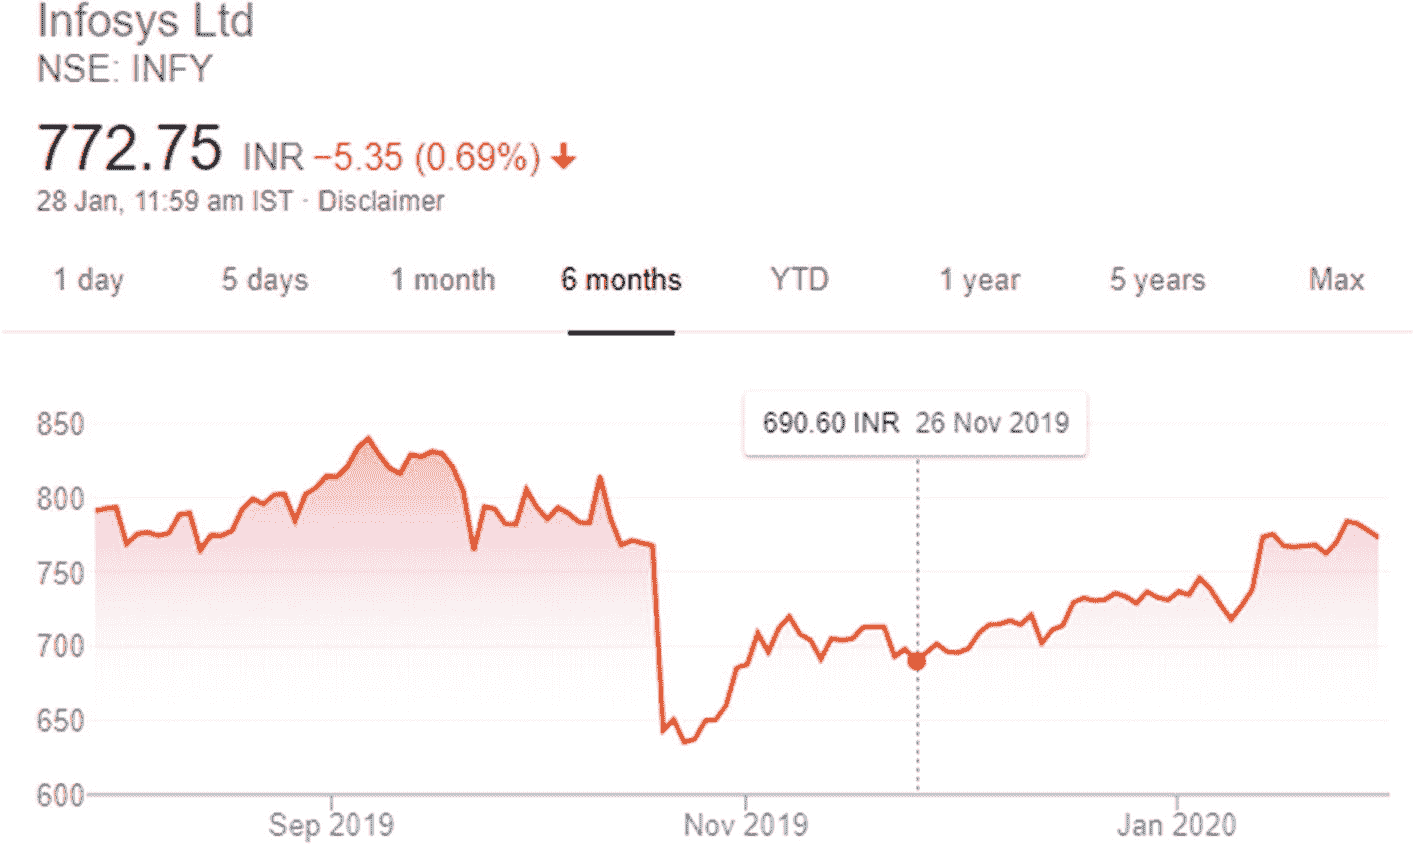 Infosys Ltd
NSE: INFY
772.75 INR −5.35 (0.69%) ↓
28 Jan, 11:59 am IST · Disclaimer
1 day 5 days 1 month 6 months YTD 1 year 5 years Max
690.60 INR 26 Nov 2019
850
800
750
700
650
600
Sep 2019 Nov 2019 Jan 2020